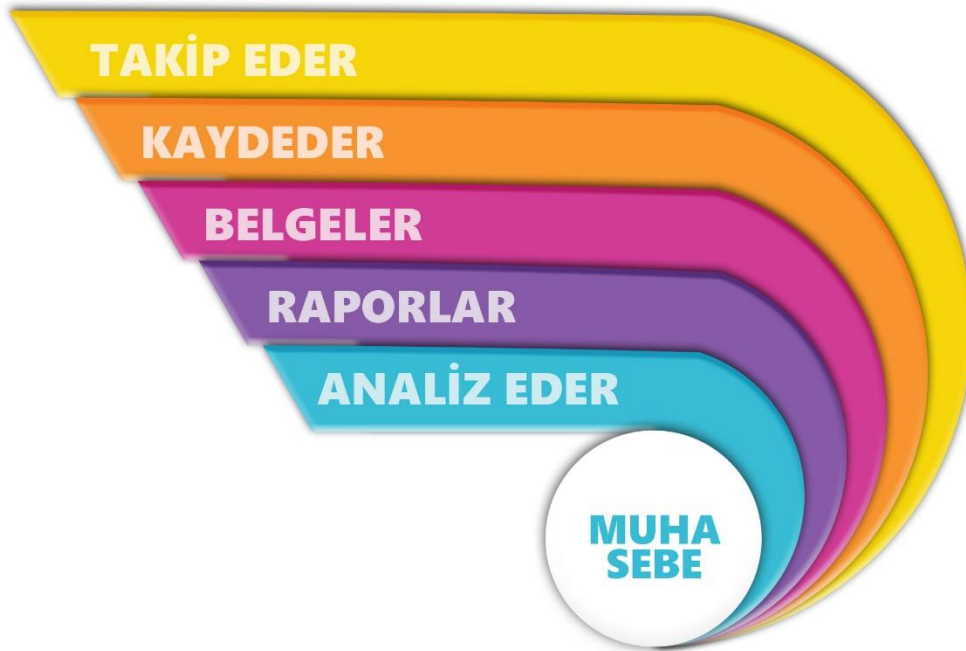 TAKİP EDER
KAYDEDER
BELGELER
RAPORLAR
ANALİZ EDER
MUHA
SEBE